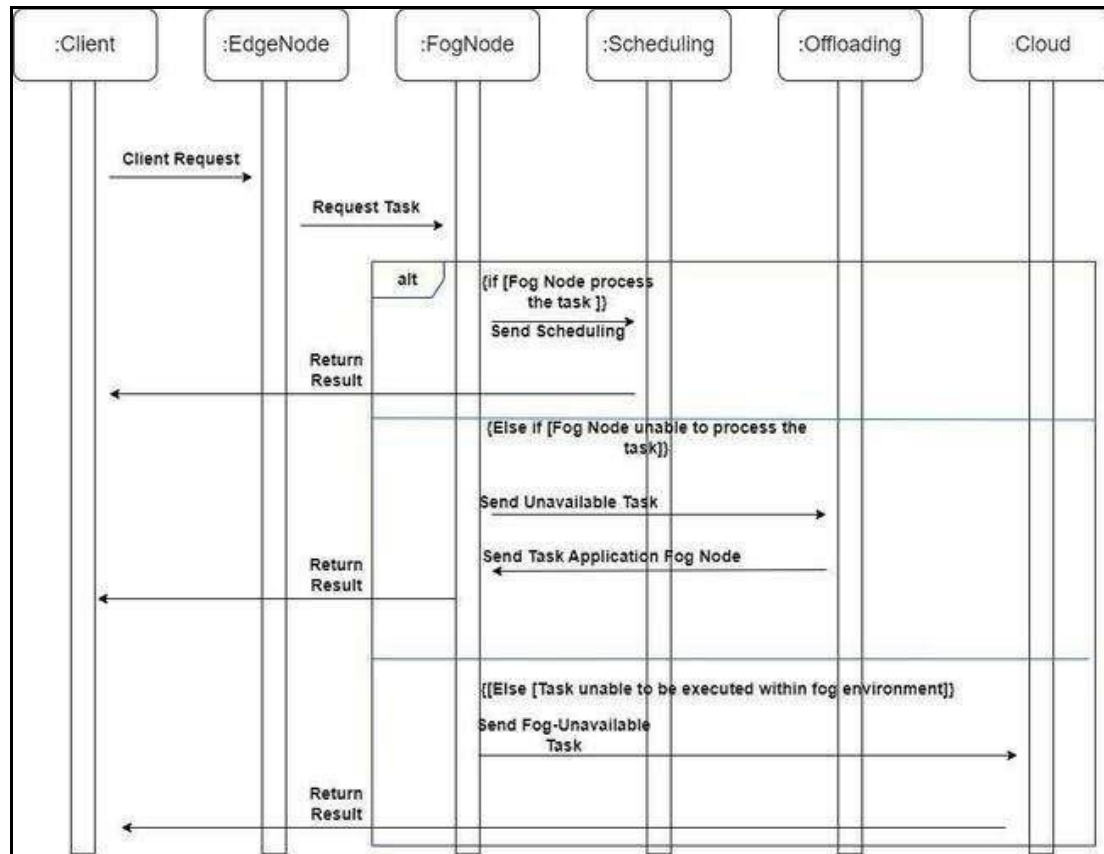 :Client
:EdgeNode
:FogNode
:Scheduling
:Offloading
:Cloud
Client Request
Request Task
alt
{if [Fog Node process
the task ]}
Send Scheduling
Return
Result
{Else if [Fog Node unable to process the
task]}
Send Unavailable Task
Send Task Application Fog Node
Return
Result
{[Else [Task unable to be executed within fog environment]}
Send Fog-Unavailable
Task
Return
Result